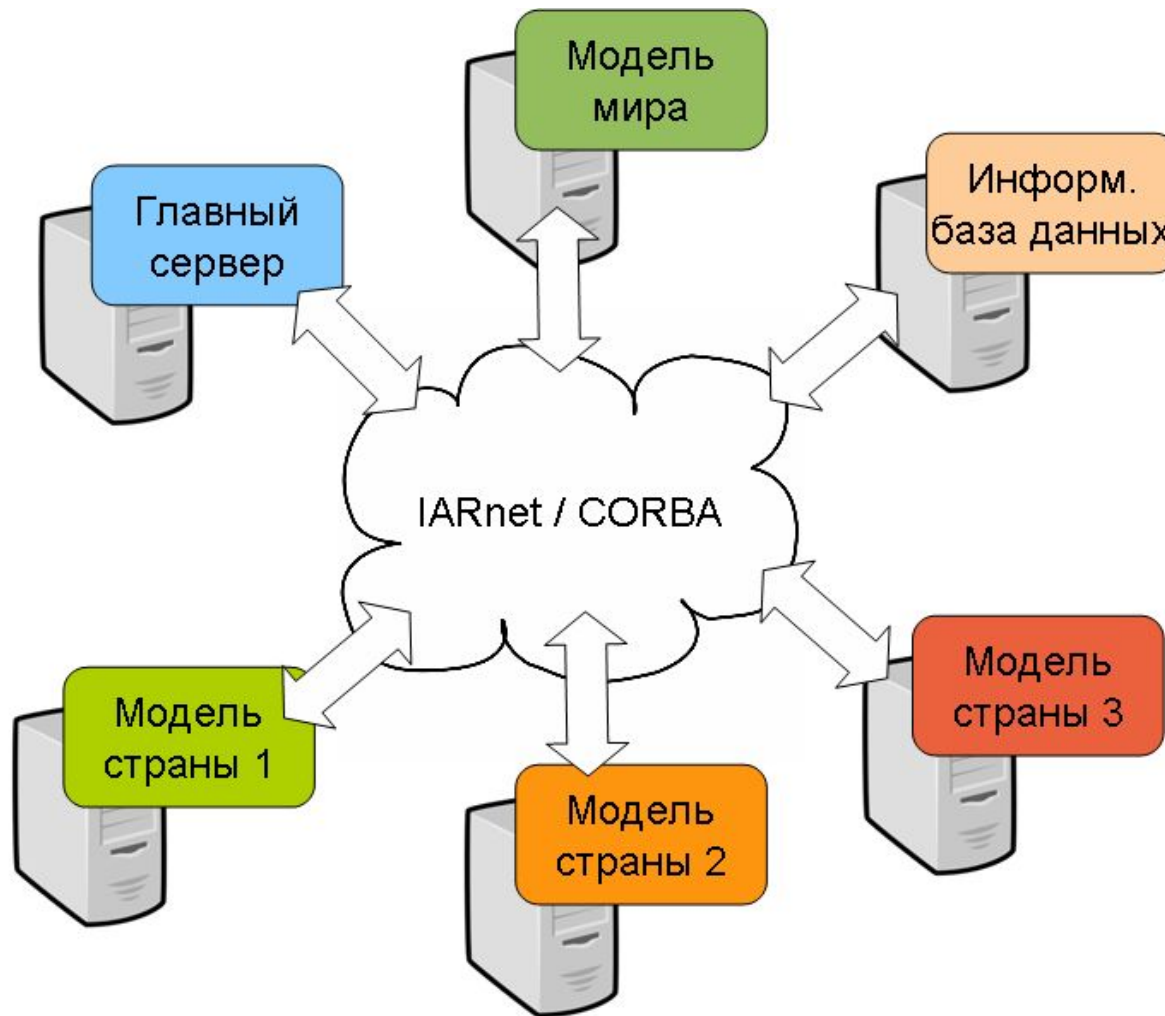 Модель
мира
Главный
сервер
Информ.
база данных
IARnet / CORBA
Модель
страны 1
Модель
страны 2
Модель
страны 3